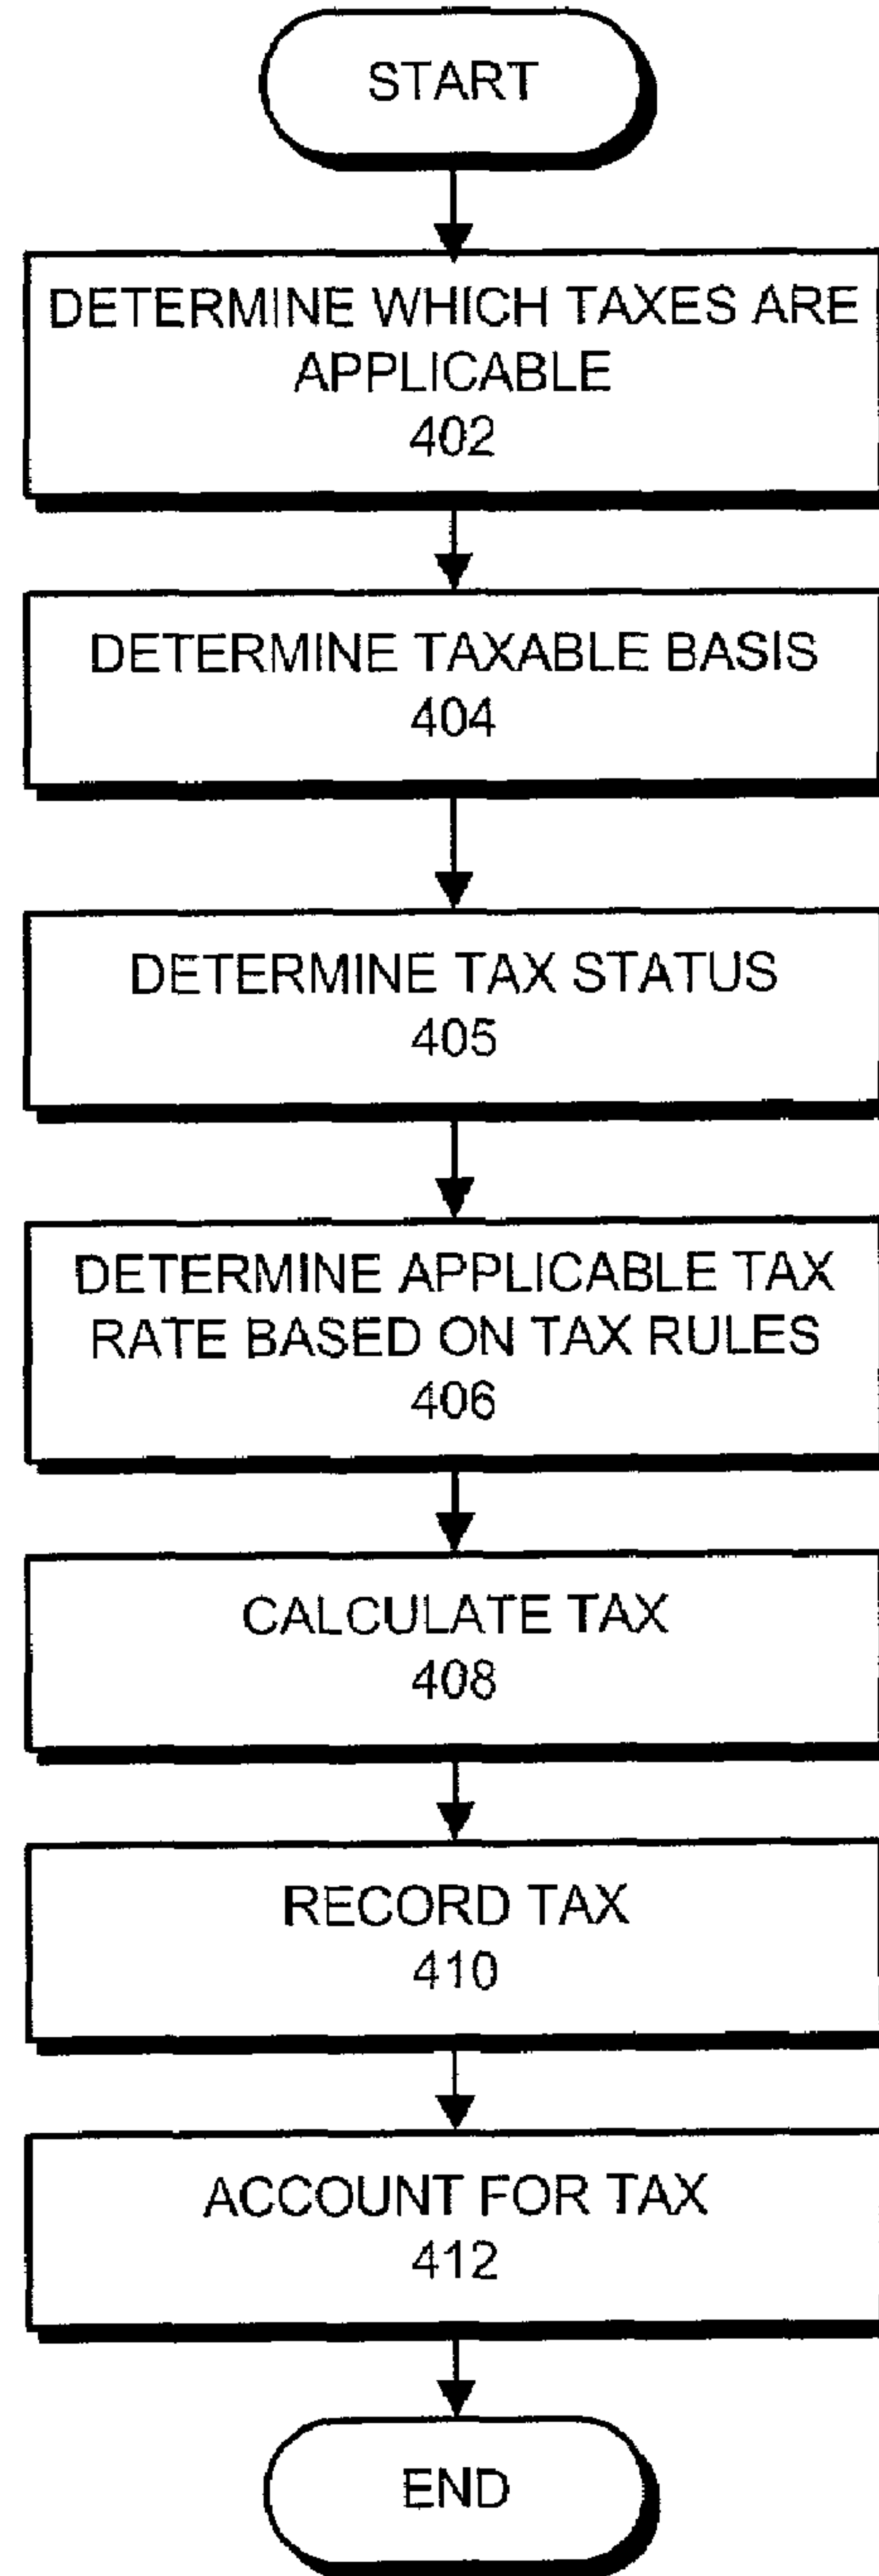 START
DETERMINE WHICH TAXES ARE
APPLICABLE
402
DETERMINE TAXABLE BASIS
404
DETERMINE TAX STATUS
405
DETERMINE APPLICABLE TAX
RATE BASED ON TAX RULES
406
CALCULATE TAX
408
RECORD TAX
410
ACCOUNT FOR TAX
412
END